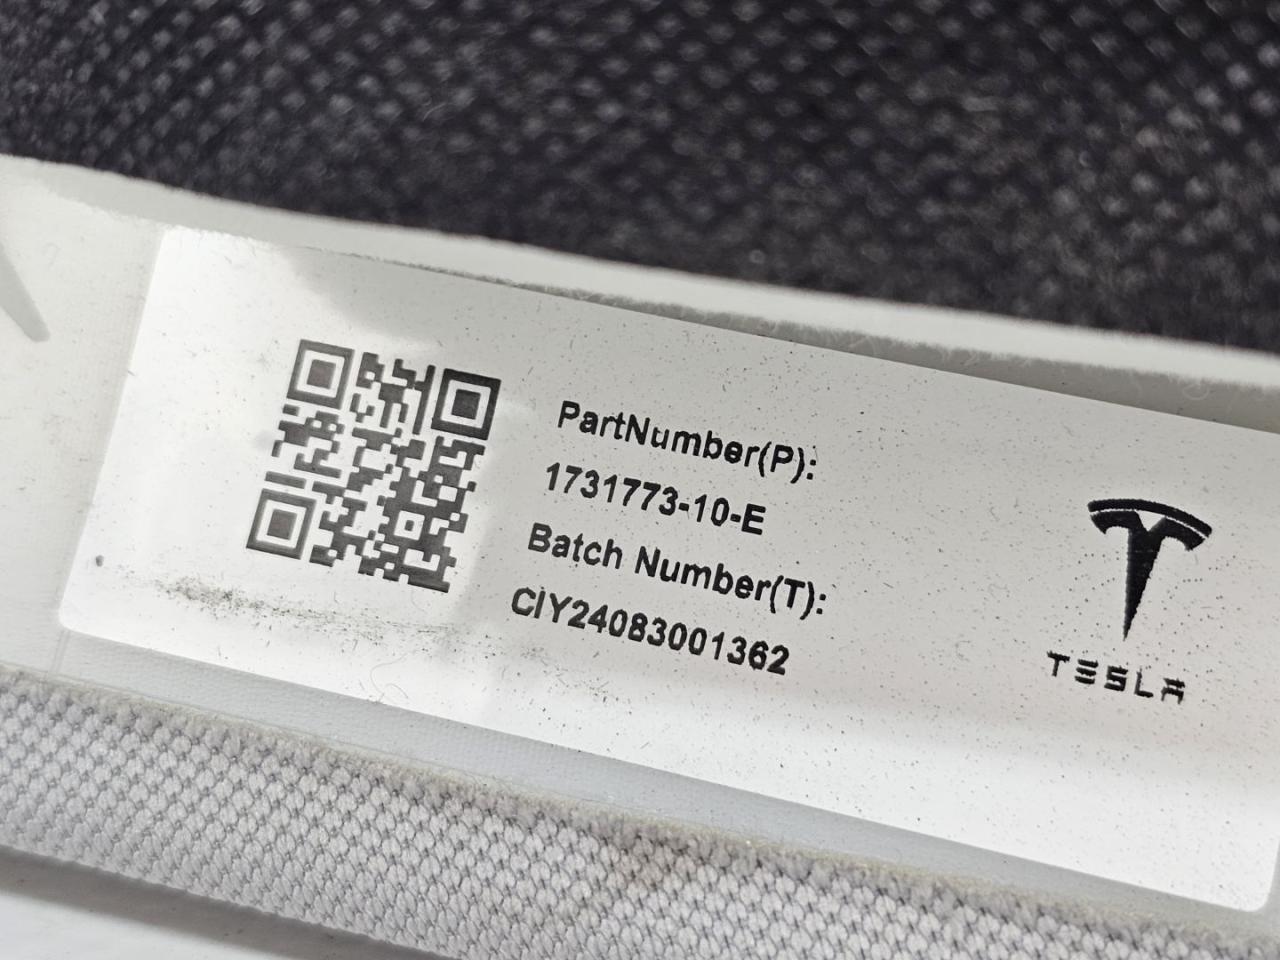 PartNumber(P):
1731773-10-E
Batch Number(T):
CIY24083001362
TESLA